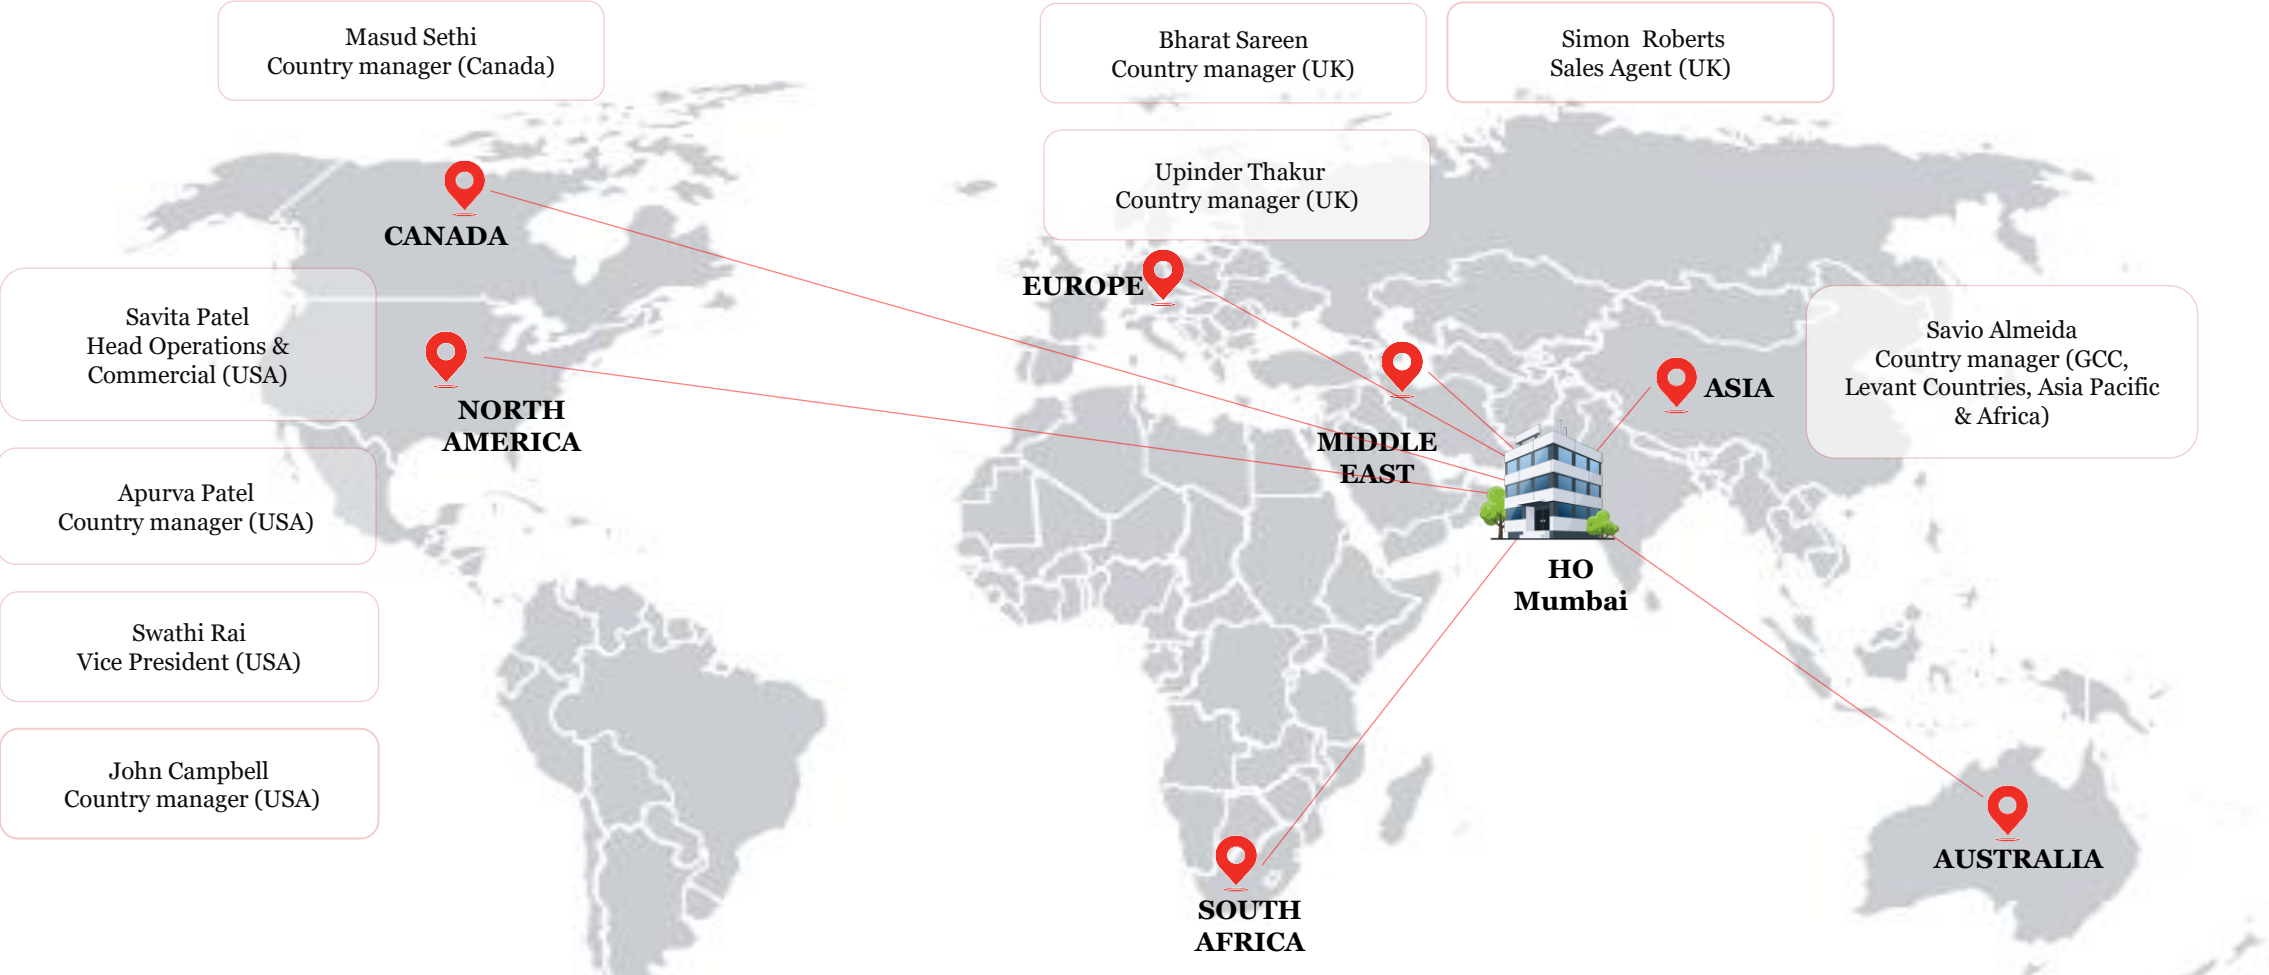 Masud Sethi
Country manager (Canada)
Bharat Sareen
Country manager (UK)
Simon  Roberts
Sales Agent (UK)
Upinder Thakur
Country manager (UK)
CANADA
EUROPE
Savita Patel
Head Operations &
Commercial (USA)
NORTH
AMERICA
MIDDLE
EAST
ASIA
Savio Almeida
Country manager (GCC,
Levant Countries, Asia Pacific
& Africa)
Apurva Patel
Country manager (USA)
HO
Mumbai
Swathi Rai
Vice President (USA)
John Campbell
Country manager (USA)
AUSTRALIA
SOUTH
AFRICA